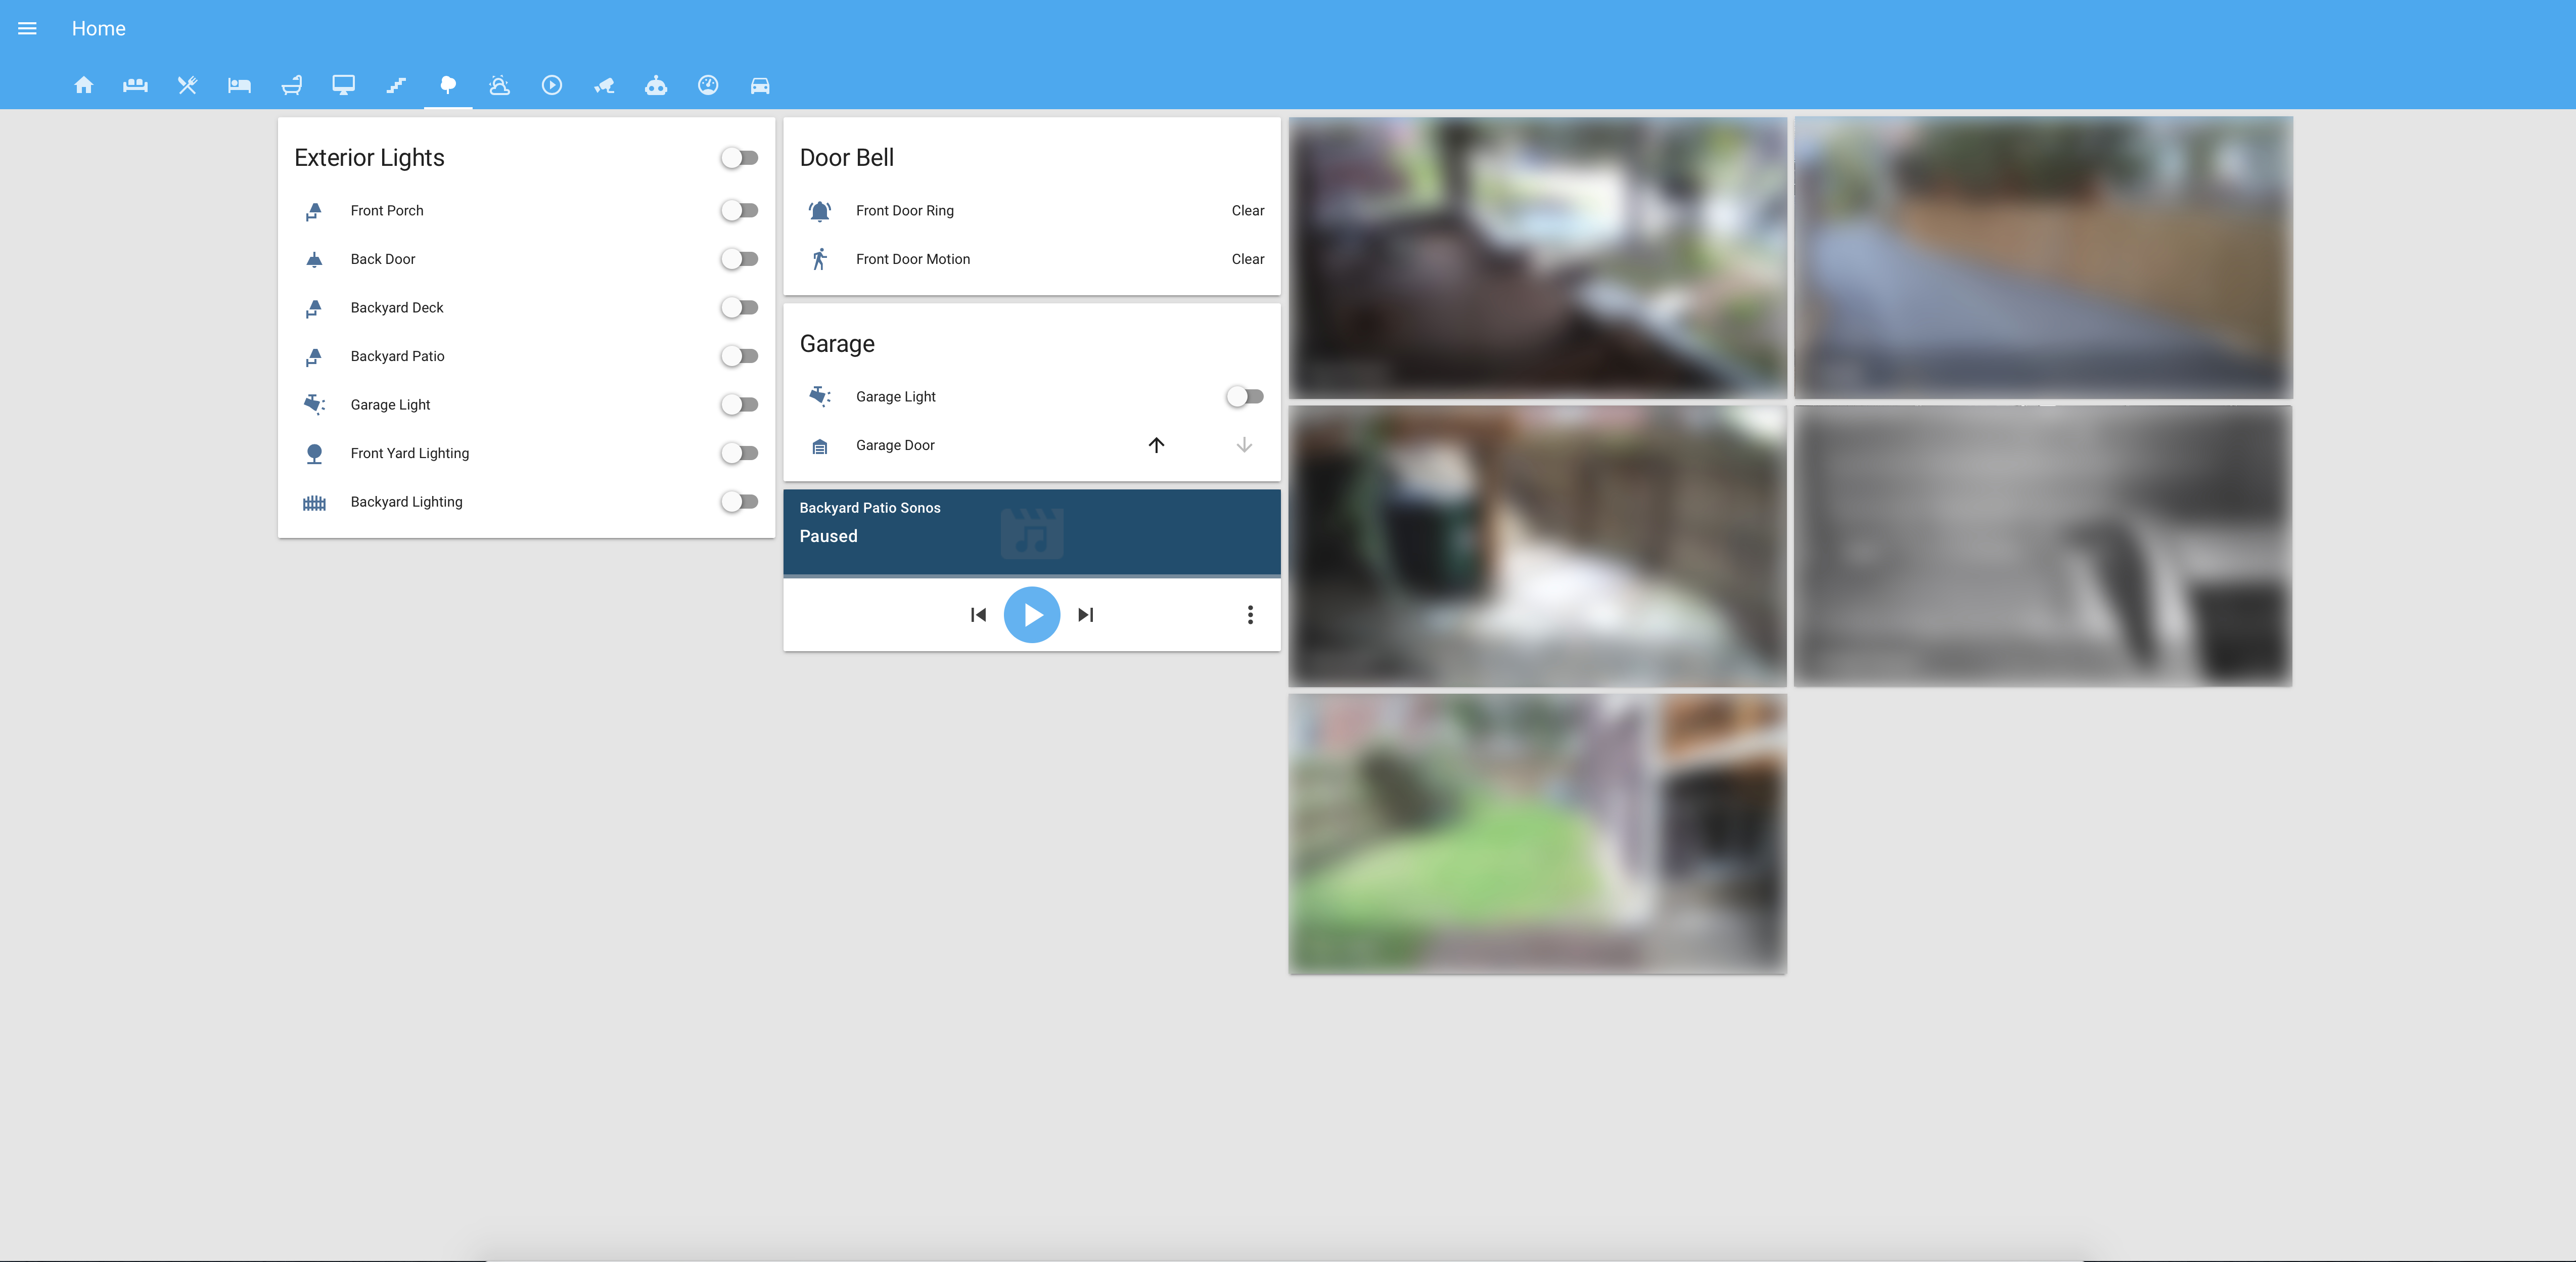 Home
Exterior Lights
Front Porch
Back Door
Backyard Deck
Backyard Patio
Garage Light
Front Yard Lighting
Backyard Lighting
Door Bell
Front Door Ring Clear
Front Door Motion Clear
Garage
Garage Light
Garage Door
Backyard Patio Sonos
Paused